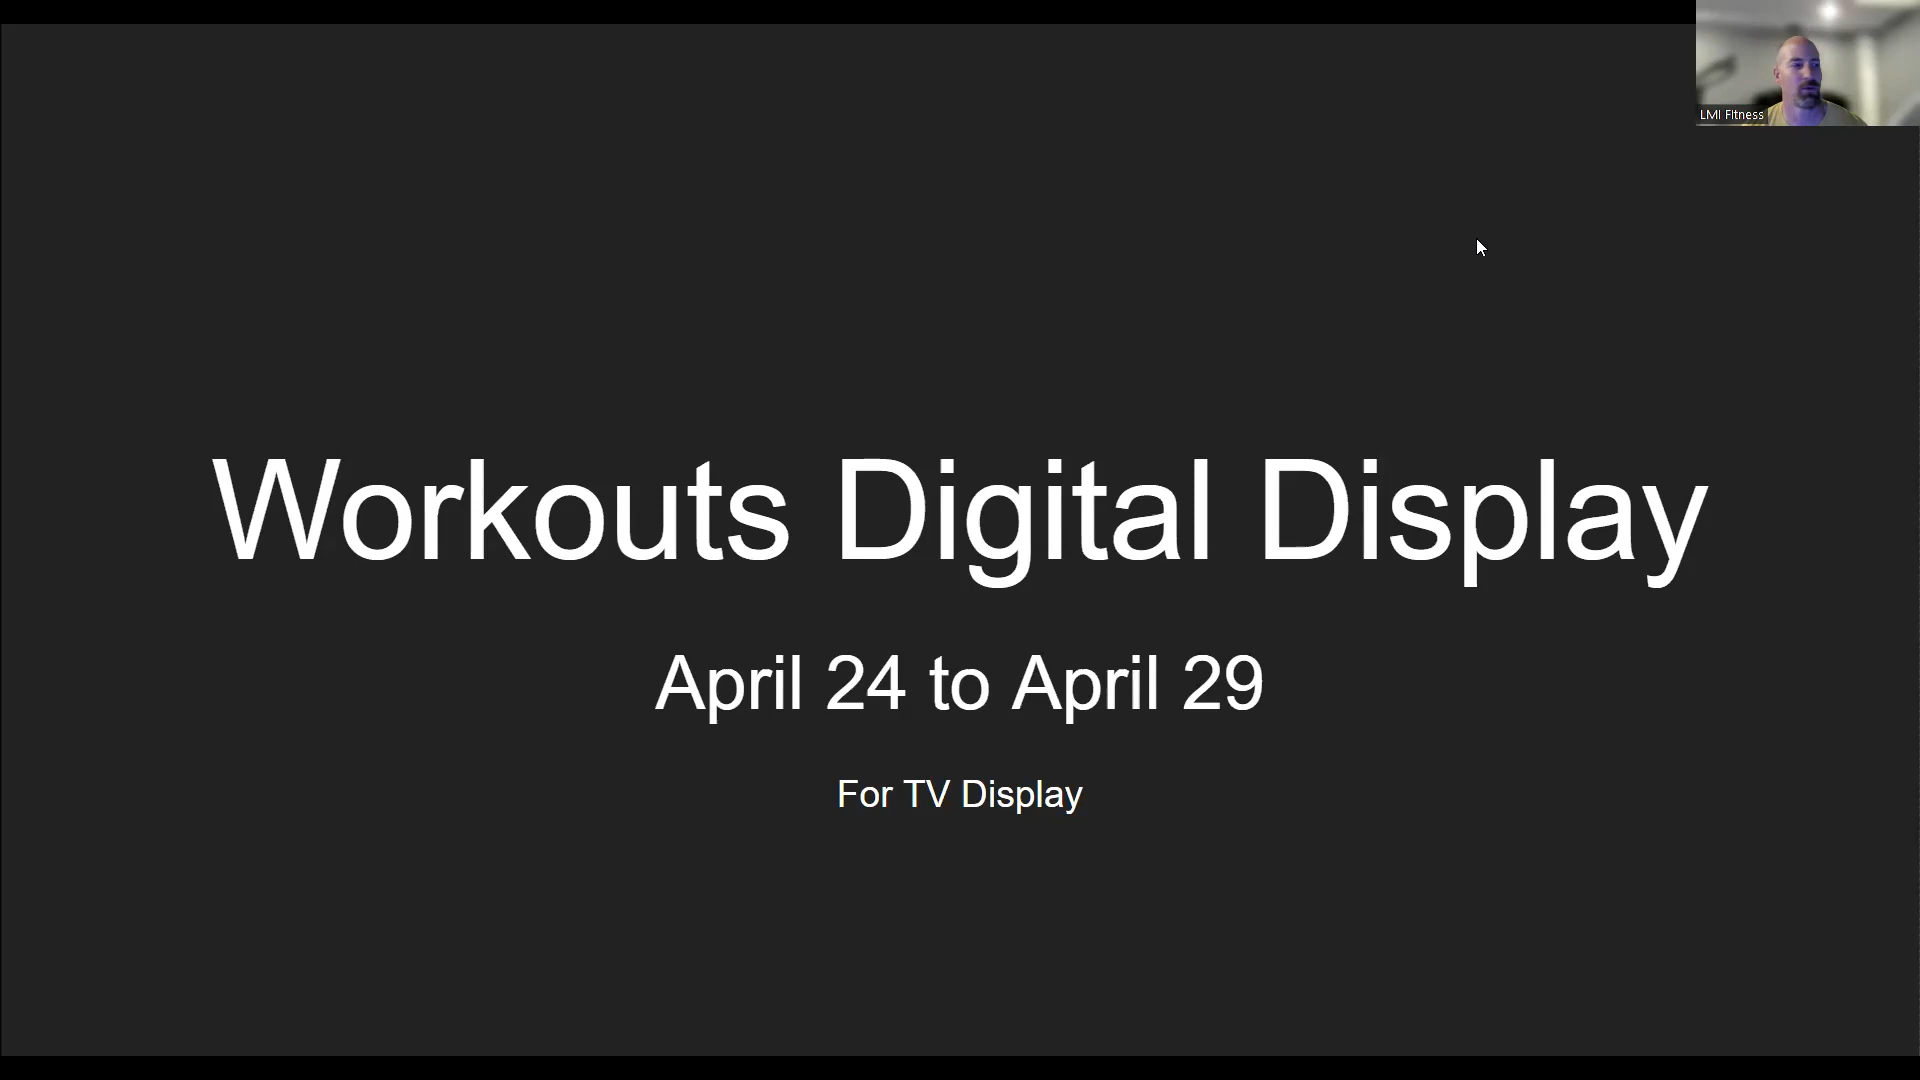 LMI Fitness
Workouts Digital Display
April 24 to April 29
For TV Display